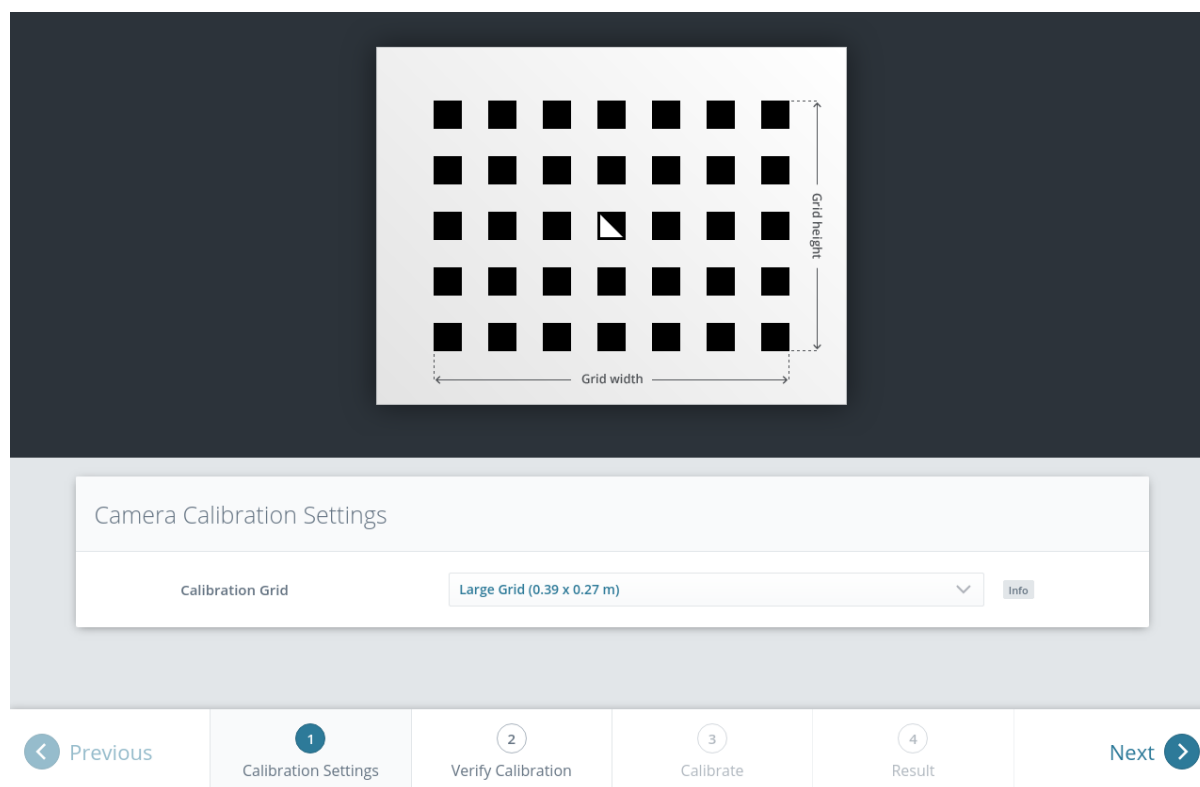 Grid height
Grid width
Camera Calibration Settings
Calibration Grid
Large Grid (0.39 x 0.27 m)
Info
Previous
1
Calibration Settings
2
Verify Calibration
3
Calibrate
4
Result
Next